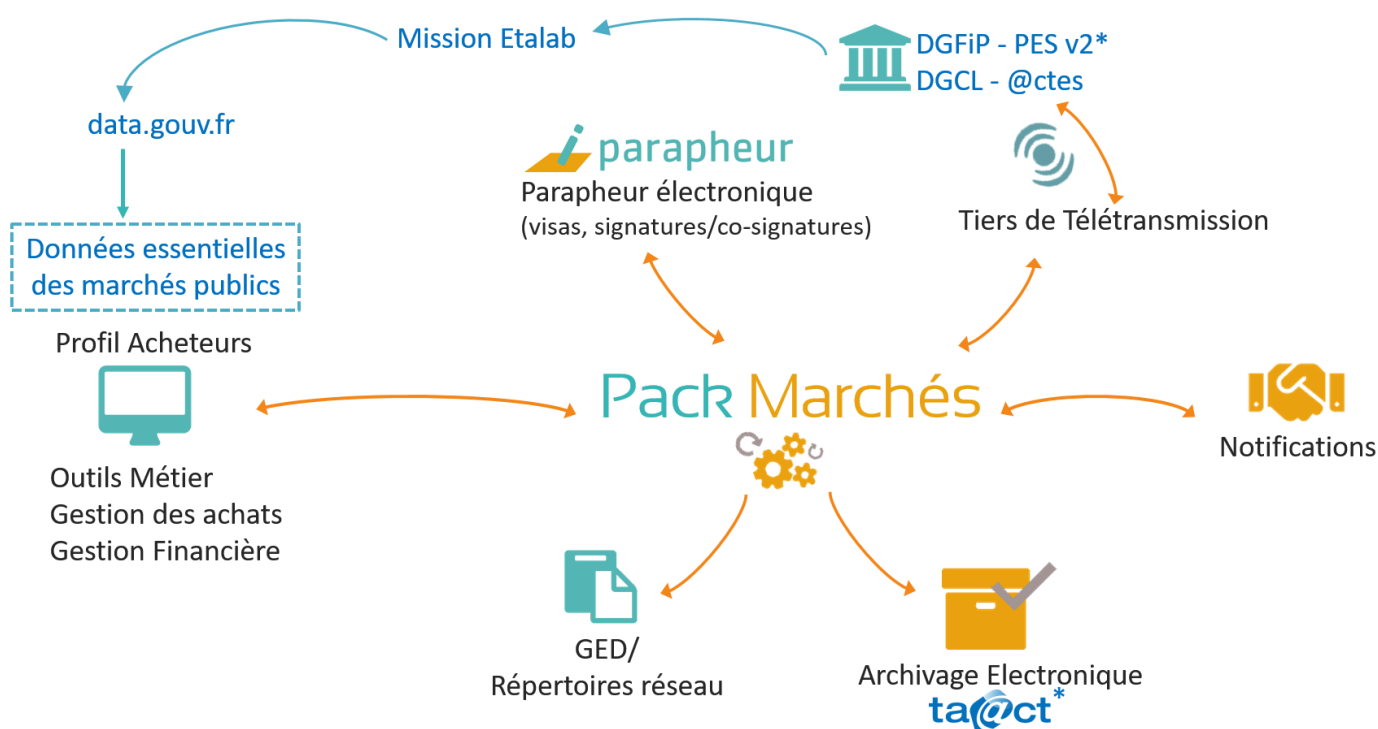 Mission Etalab
DGFiP - PES v2*
DGCL - @ctes
data.gouv.fr
i parapheur
Parapheur électronique
(visas, signatures/co-signatures)
Tiers de Télétransmission
Données essentielles
des marchés publics
Profil Acheteurs
Pack Marchés
Notifications
Outils Métier
Gestion des achats
Gestion Financière
GED/
Répertoires réseau
Archivage Electronique
ta@ct*